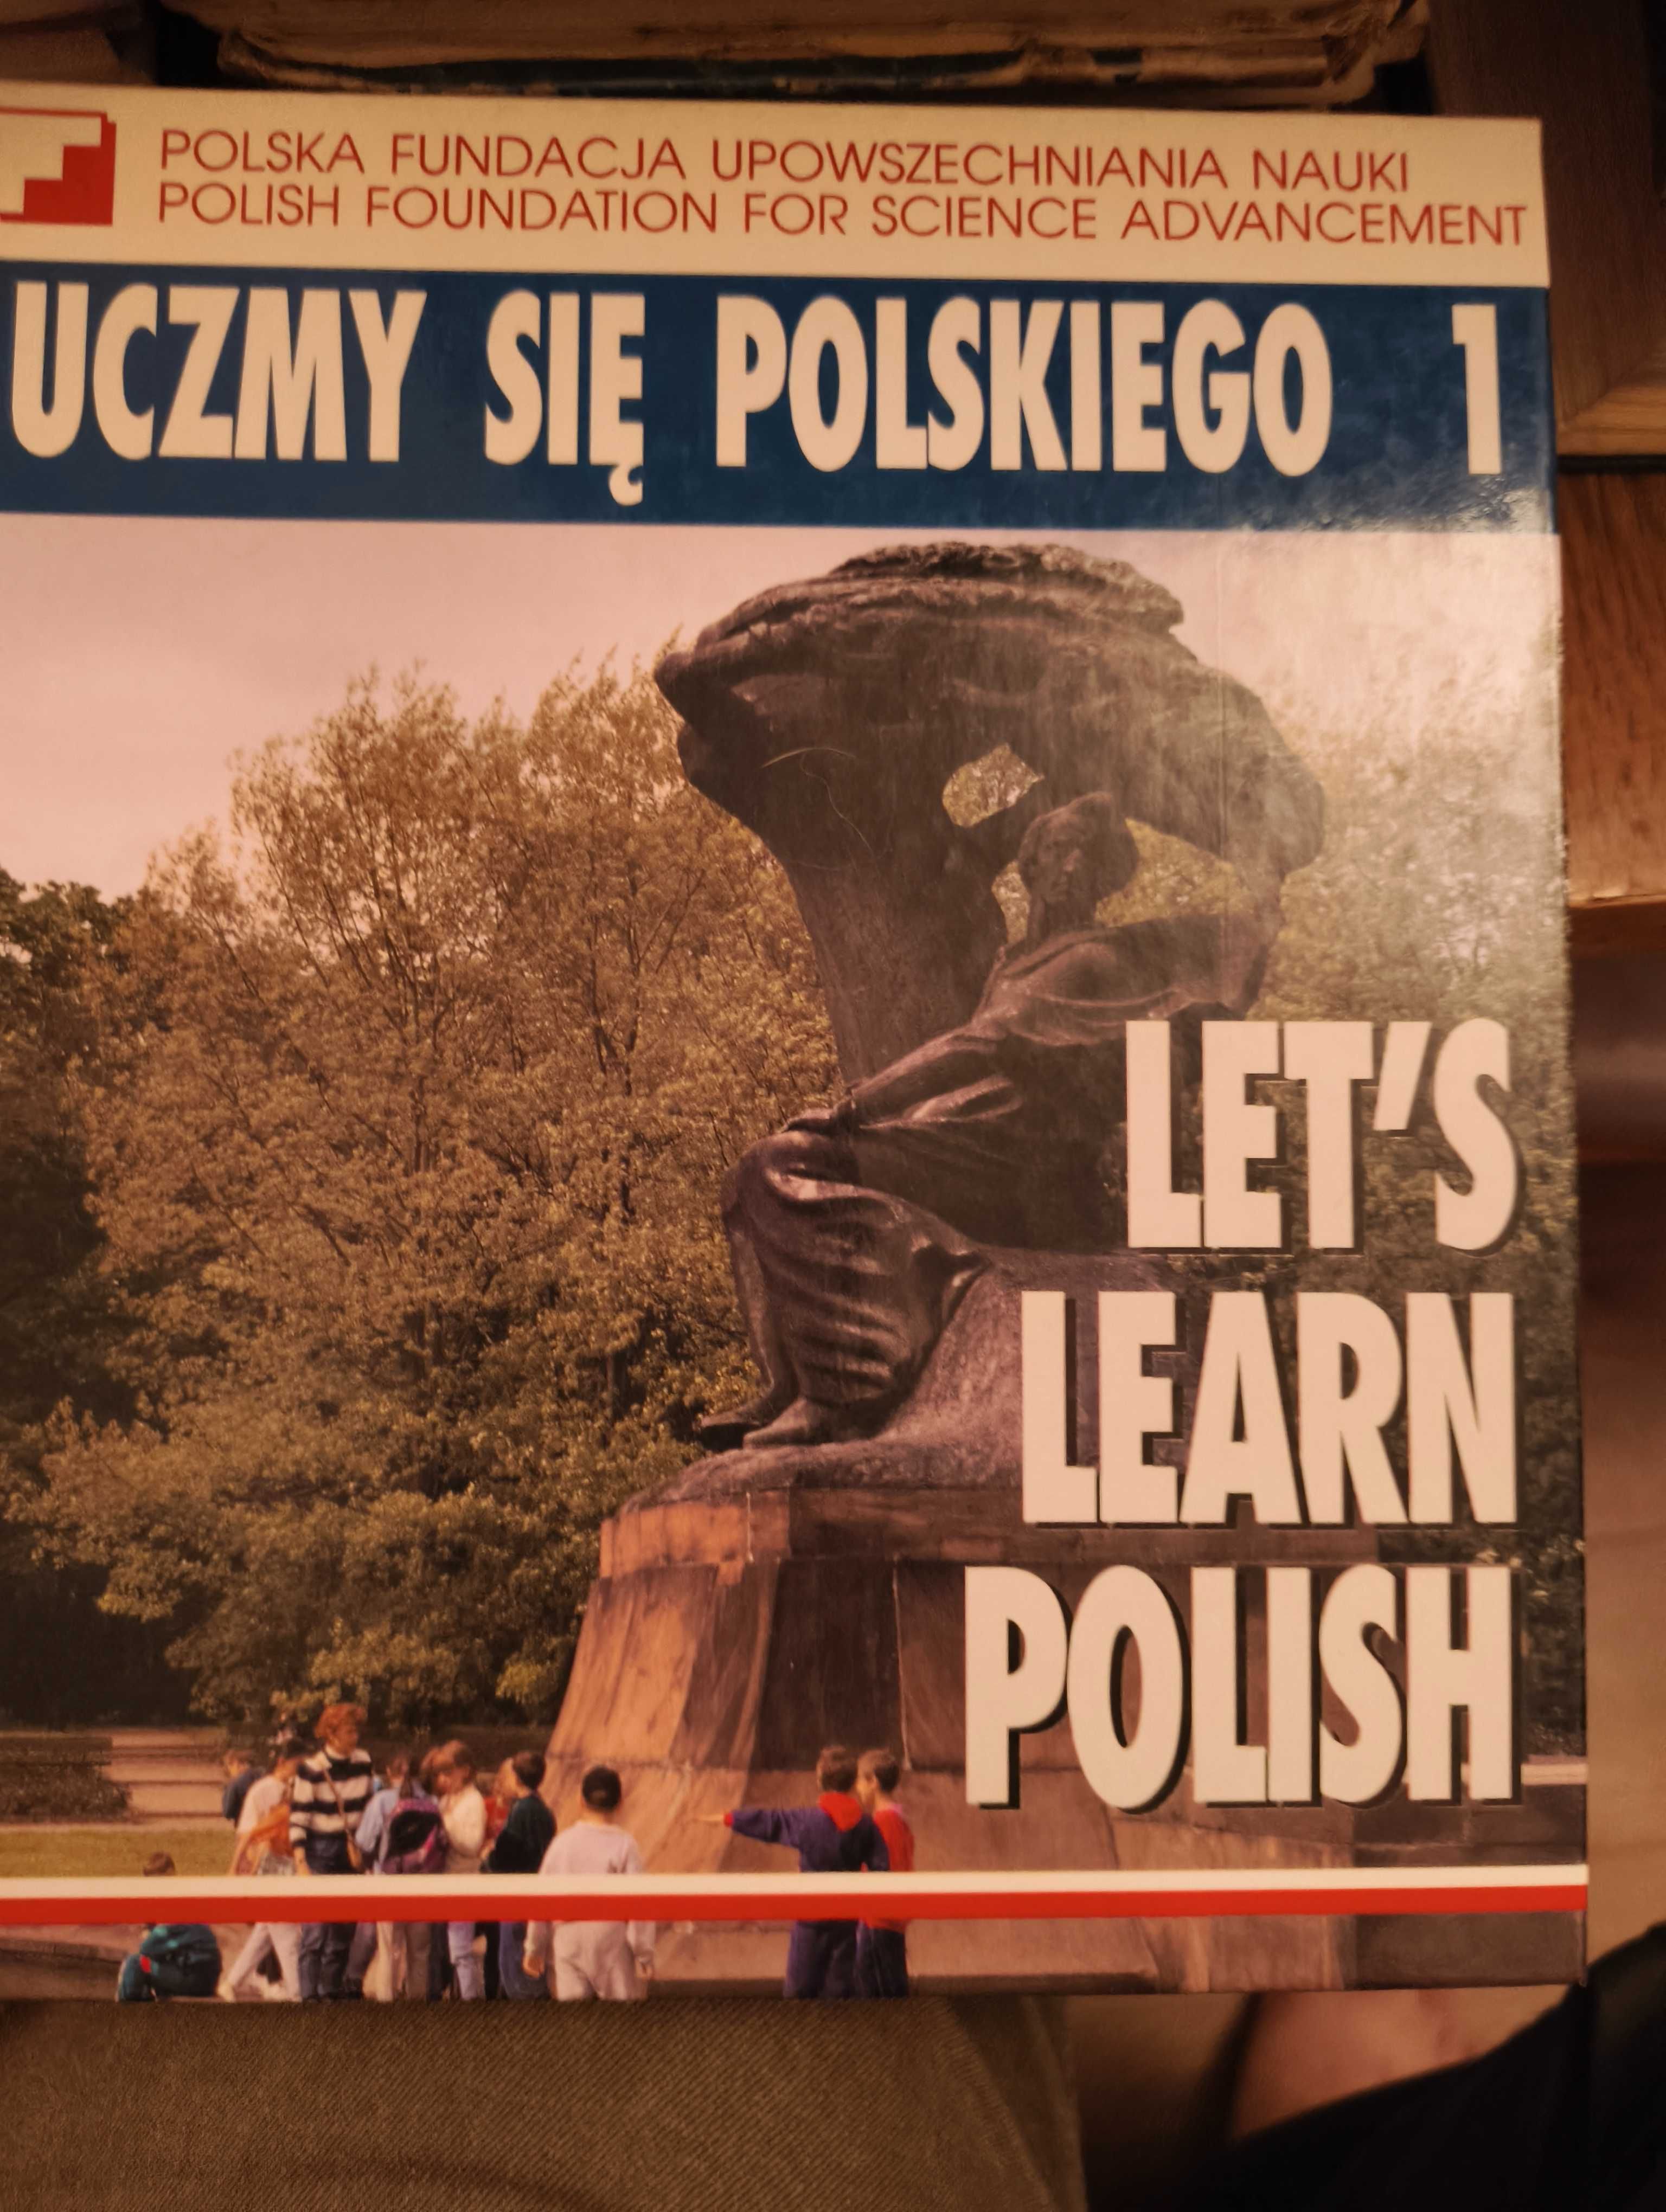 POLSKA FUNDACJA UPOWSZECHNIANIA NAUKI
POLISH FOUNDATION FOR SCIENCE ADVANCEMENT
UCZMY SIĘ POLSKIEGO 1
LET'S
LEARN
POLISH